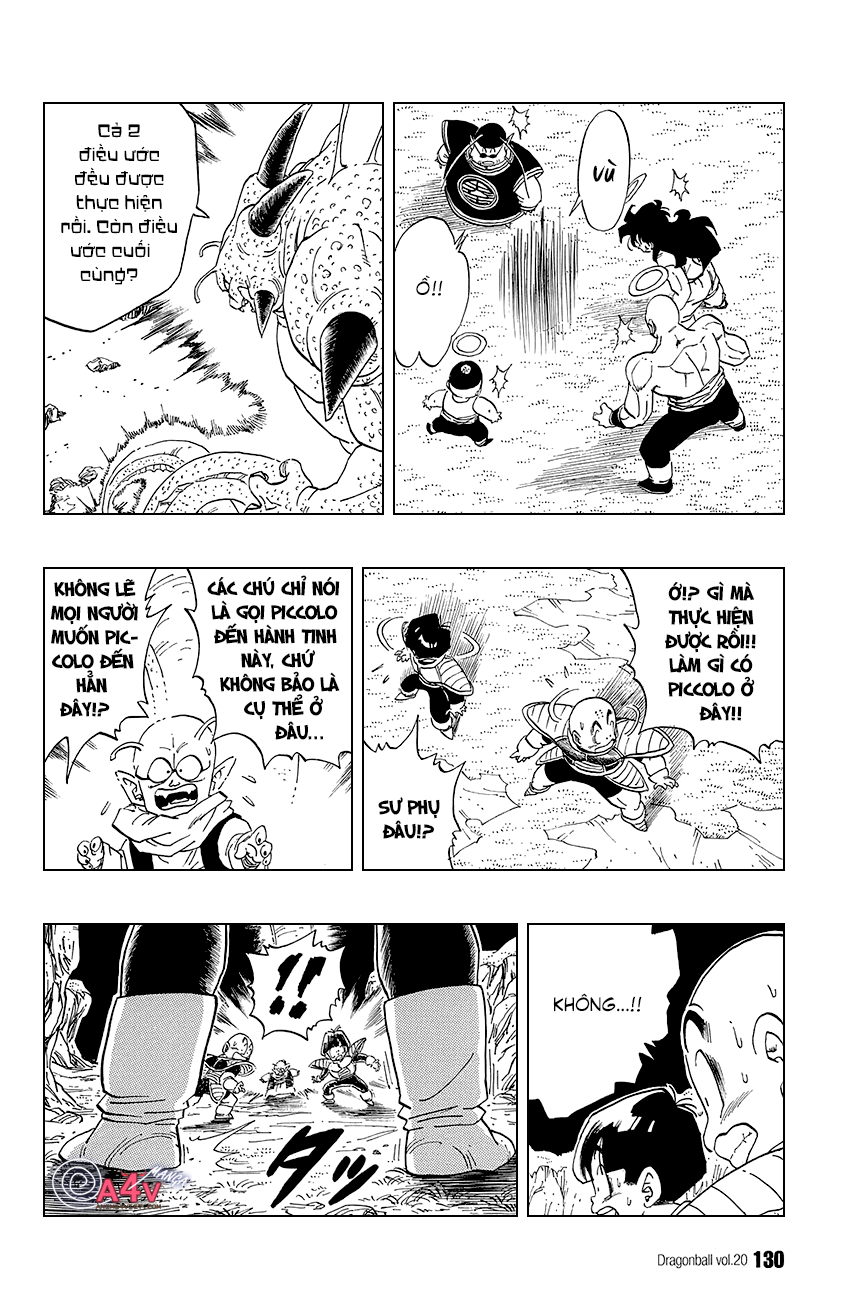 Cả 2
điều ước
đều được
thực hiện
rồi. Còn điều
ước cuối
cùng?
VÙ
Ồ!!
KHÔNG LẼ
MỌI NGƯỜI
MUỐN PIC-
COLO ĐẾN
HẲN
ĐÂY!?
CÁC CHÚ CHỈ NÓI
LÀ GỌI PICCOLO
ĐẾN HÀNH TINH
NÀY, CHỨ
KHÔNG BẢO LÀ
CỤ THỂ Ở
ĐÂU...
Ớ!? GÌ MÀ
THỰC HIỆN
ĐƯỢC RỒI!!
LÀM GÌ CÓ
PICCOLO Ở
ĐÂY!!
SƯ PHỤ
ĐÂU!?
!!
タッ
KHÔNG...!!
A4V
Dragonball vol.20 130